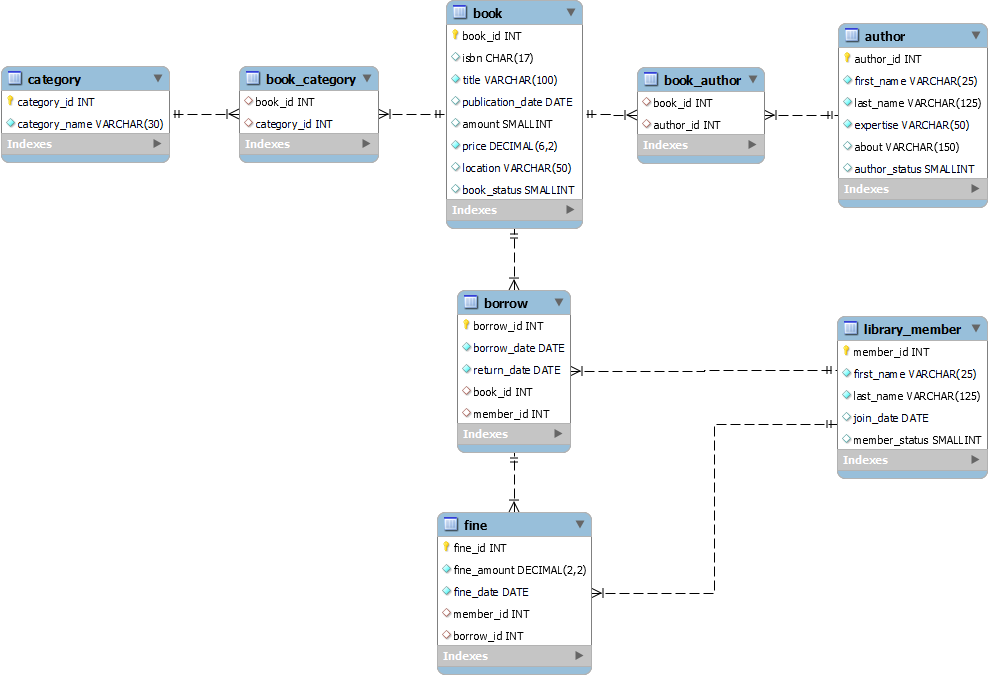 book
book_id INT
isbn CHAR(17)
title VARCHAR(100)
publication_date DATE
amount SMALLINT
price DECIMAL(6,2)
location VARCHAR(50)
book_status SMALLINT
Indexes
author
author_id INT
first_name VARCHAR(25)
last_name VARCHAR(125)
expertise VARCHAR(50)
about VARCHAR(150)
author_status SMALLINT
Indexes
category
category_id INT
category_name VARCHAR(30)
Indexes
book_category
book_id INT
category_id INT
Indexes
book_author
book_id INT
author_id INT
Indexes
borrow
borrow_id INT
borrow_date DATE
return_date DATE
book_id INT
member_id INT
Indexes
library_member
member_id INT
first_name VARCHAR(25)
last_name VARCHAR(125)
join_date DATE
member_status SMALLINT
Indexes
fine
fine_id INT
fine_amount DECIMAL(2,2)
fine_date DATE
member_id INT
borrow_id INT
Indexes